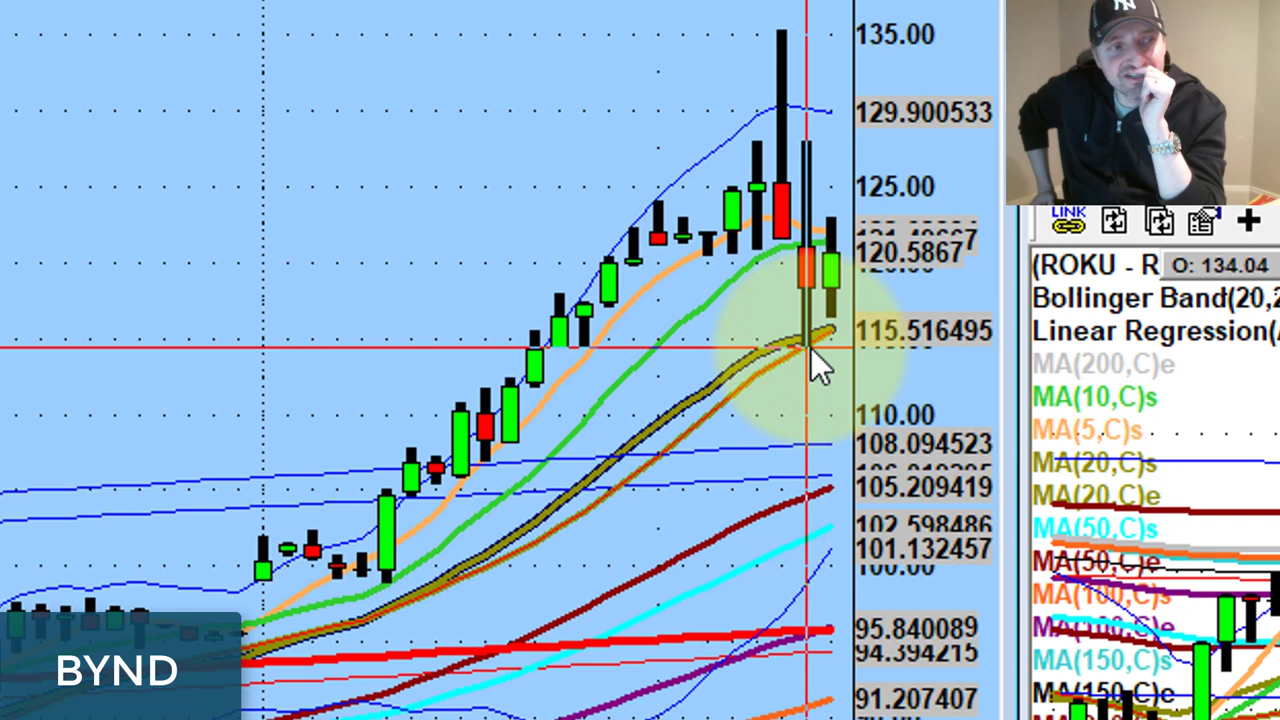 135.00
129.900533
125.00
120.5867
115.516495
110.00
108.094523
105.209419
102.598486
101.132457
100.00
95.840089
94.394215
91.207407
BYND
NY
LINK
(ROKU - R
O: 134.04
Bollinger Band(20,2
Linear Regression(
MA(200,C)e
MA(10,C)s
MA(5,C)s
MA(20,C)s
MA(20,C)e
MA(50,C)s
MA(50,C)e
MA(100,C)s
MA(100,C)e
MA(150,C)s
MA(150,C)e